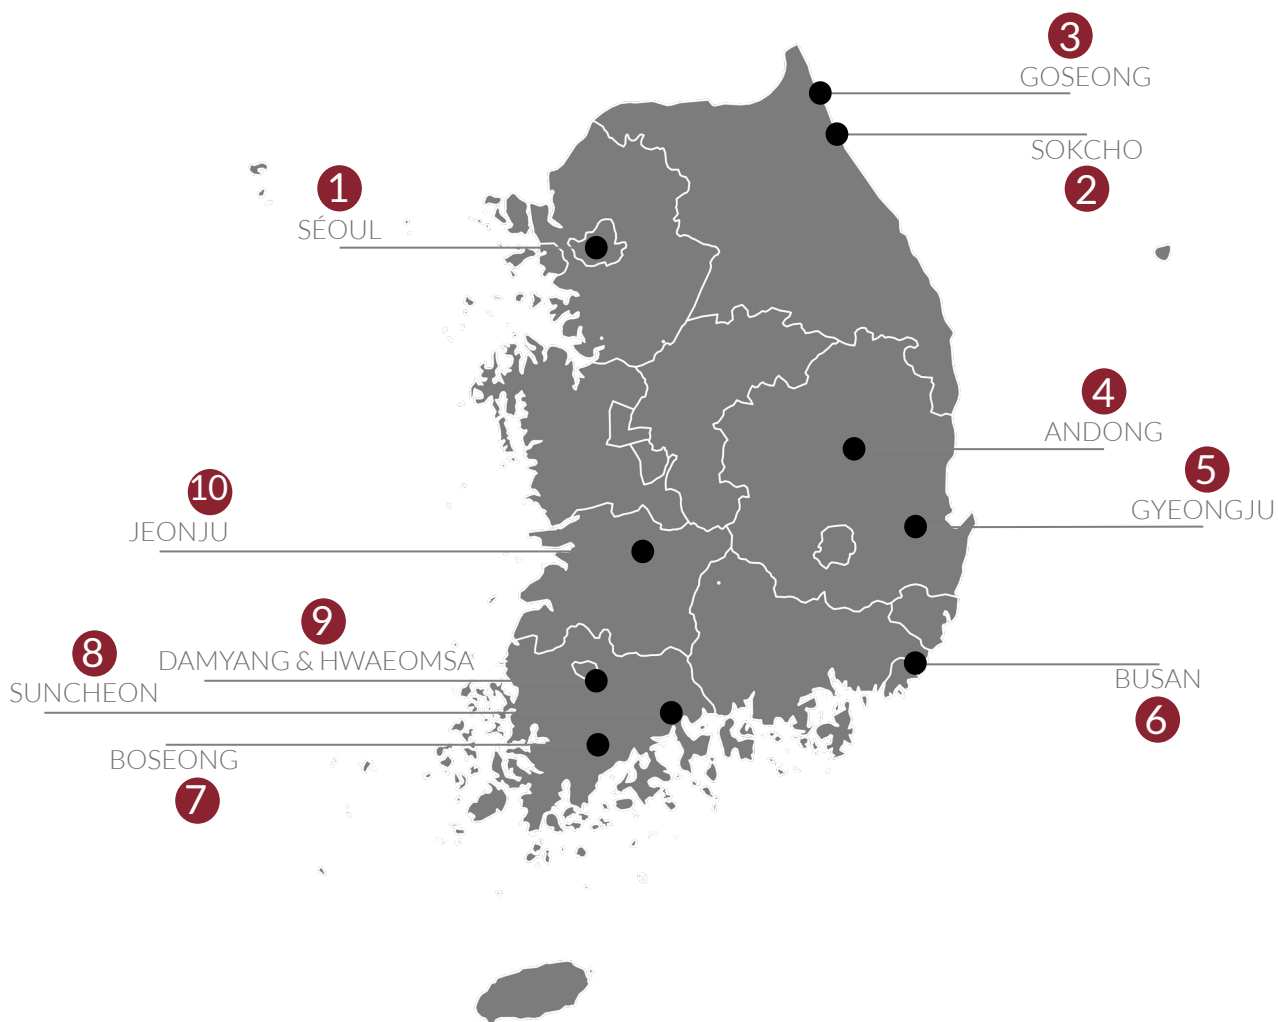 3
GOSEONG
SOKCHO
2
1
SÉOUL
4
ANDONG
5
GYEONGJU
10
JEONJU
9
DAMYANG & HWAEOMSA
8
SUNCHEON
BUSAN
6
BOSEONG
7